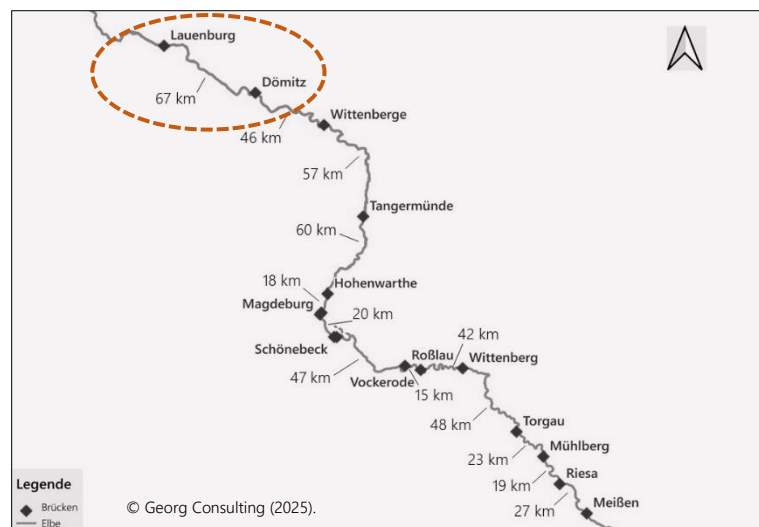 Lauenburg
Dömitz
67 km
Wittenberge
46 km
57 km
Tangermünde
60 km
Hohenwarthe
18 km
Magdeburg
20 km
Schönebeck
42 km
Roßlau
Wittenberg
47 km
Vockerode
15 km
48 km
Torgau
Mühlberg
23 km
Riesa
19 km
Meißen
27 km
Legende
Brücken
Elbe
© Georg Consulting (2025).